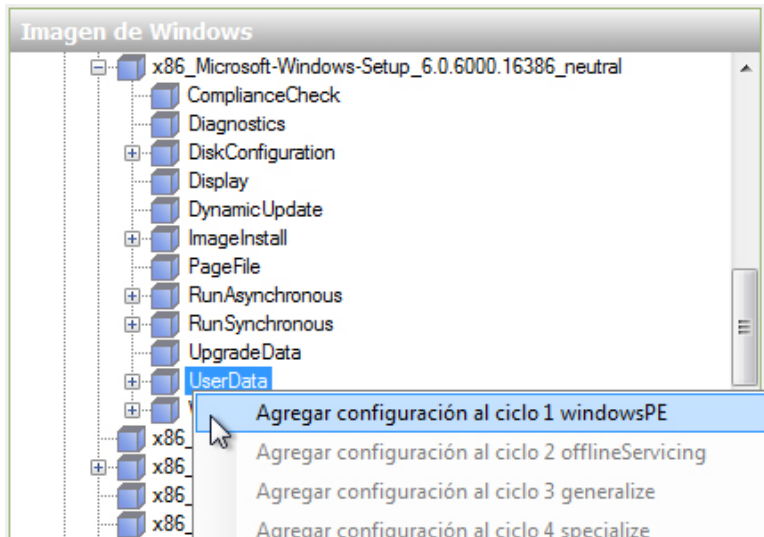 Imagen de Windows
x86_Microsoft-Windows-Setup_6.0.6000.16386_neutral
ComplianceCheck
Diagnostics
DiskConfiguration
Display
DynamicUpdate
ImageInstall
PageFile
RunAsynchronous
RunSynchronous
UpgradeData
UserData
Agregar configuración al ciclo 1 windowsPE
x86_
Agregar configuración al ciclo 2 offlineServicing
x86_
Agregar configuración al ciclo 3 generalize
x86_
x86_
Agregar configuración al ciclo 4 specialize